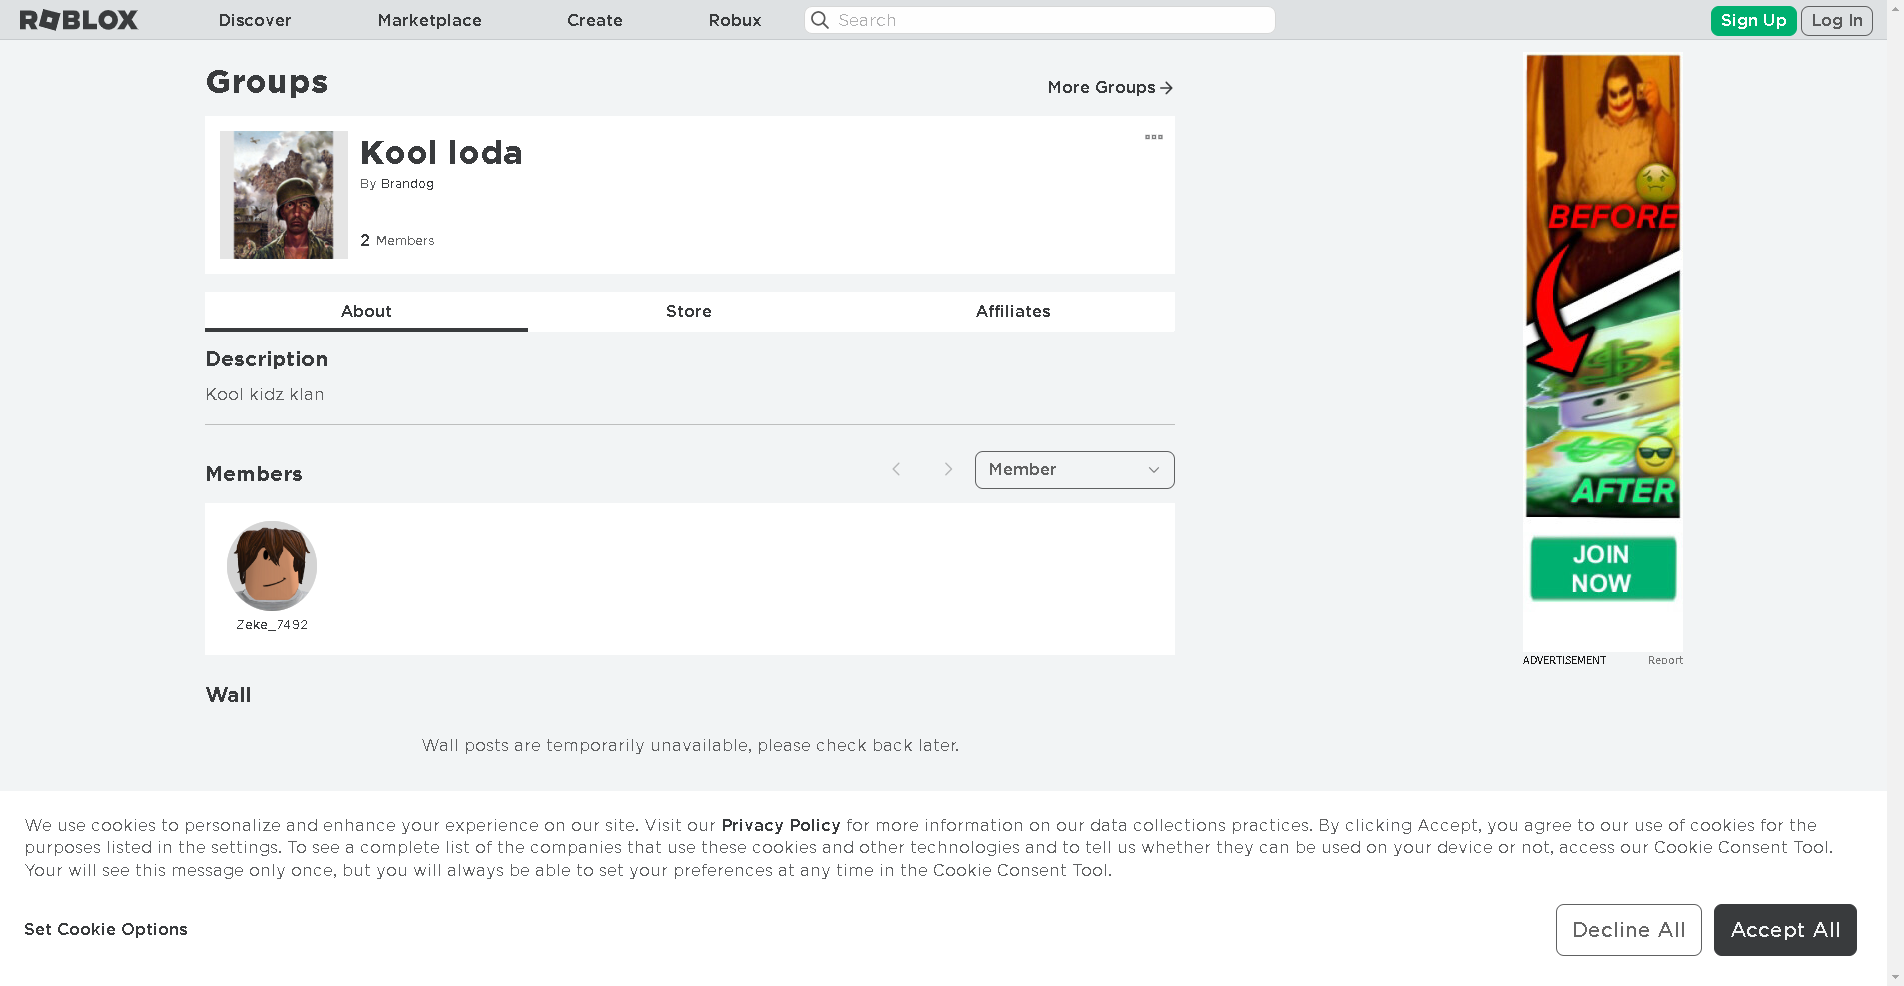 ROBLOX
Discover
Marketplace
Create
Robux
Search
Sign Up
Log In
Groups
More Groups
Kool loda
By Brandog
2 Members
About
Store
Affiliates
Description
Kool kidz klan
Members
Member
Zeke_7492
Wall
Wall posts are temporarily unavailable, please check back later.
BEFORE
AFTER
JOIN
NOW
ADVERTISEMENT
Report
We use cookies to personalize and enhance your experience on our site. Visit our Privacy Policy for more information on our data collections practices. By clicking Accept, you agree to our use of cookies for the
purposes listed in the settings. To see a complete list of the companies that use these cookies and other technologies and to tell us whether they can be used on your device or not, access our Cookie Consent Tool.
Your will see this message only once, but you will always be able to set your preferences at any time in the Cookie Consent Tool.
Set Cookie Options
Decline All
Accept All